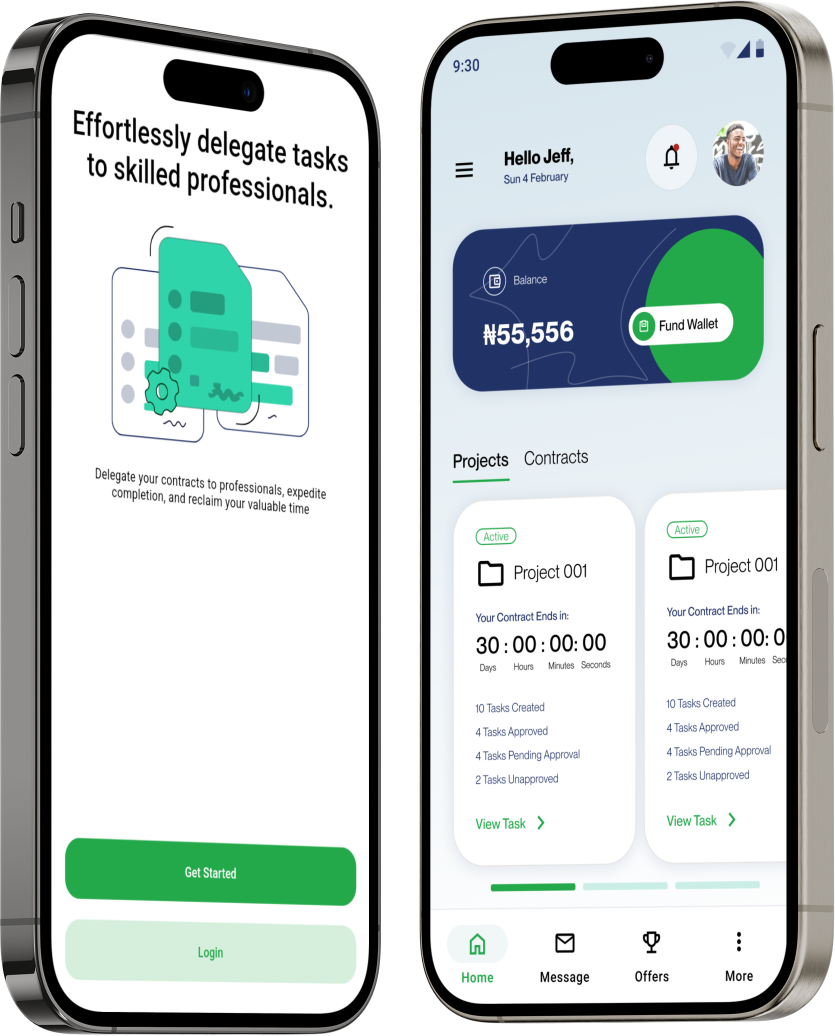 Effortlessly delegate tasks
to skilled professionals.
Delegate your contracts to professionals, expedite
completion, and reclaim your valuable time
Get Started
Login
9:30
Hello Jeff,
Sun 4 February
Balance
₦55,556
Fund Wallet
Projects Contracts
Active
Project 001
Your Contract Ends in:
30 : 00 : 00: 00
Days Hours Minutes Seconds
10 Tasks Created
4 Tasks Approved
4 Tasks Pending Approval
2 Tasks Unapproved
View Task
Active
Project 001
Your Contract Ends in:
30 : 00 : 00: 0
Days Hours Minutes Seco
10 Tasks Created
4 Tasks Approved
4 Tasks Pending Approval
2 Tasks Unapproved
View Task
Home Message Offers More